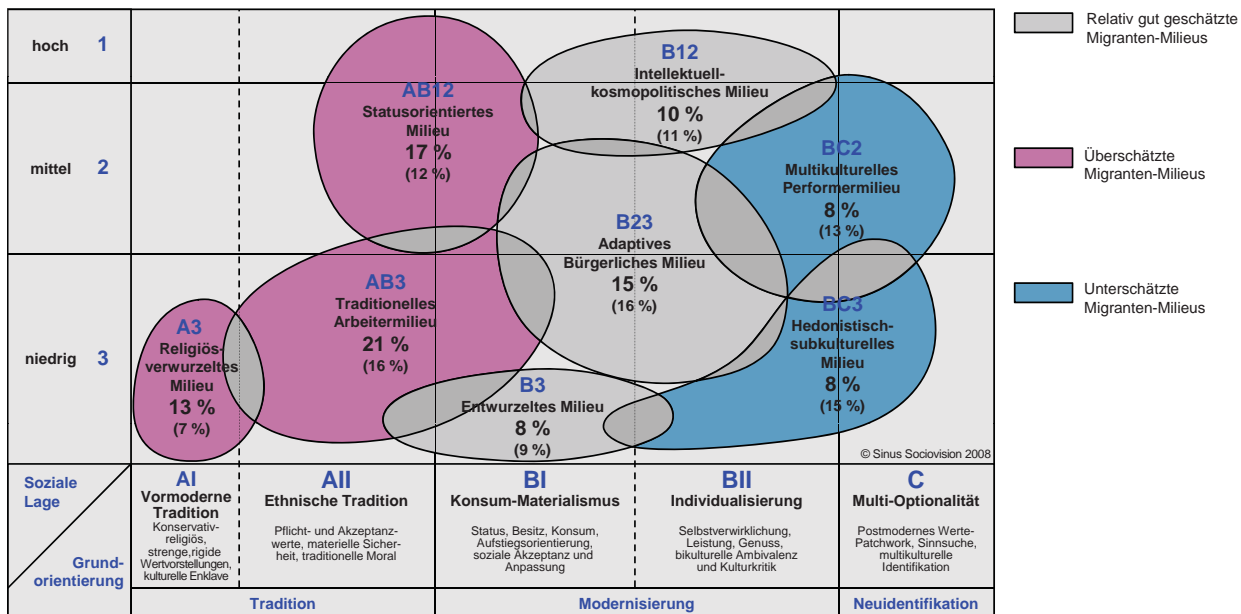 hoch 1
mittel 2
niedrig 3
B12
Intellektuell-
kosmopolitisches Milieu
10 %
(11 %)
AB12
Statusorientiertes
Milieu
17 %
(12 %)
BC2
Multikulturelles
Performermilieu
8 %
(13 %)
B23
Adaptives
Bürgerliches Milieu
15 %
(16 %)
AB3
Traditionelles
Arbeitermilieu
21 %
(16 %)
A3
Religiös-
verwurzeltes
Milieu
13 %
(7 %)
BC3
Hedonistisch-
subkulturelles
Milieu
8 %
(15 %)
B3
Entwurzeltes Milieu
8 %
(9 %)
© Sinus Sociovision 2008
Soziale
Lage
Grund-
orientierung
AI
Vormoderne
Tradition
Konservativ-
religiös,
strenge,rigide
Wertvorstellungen,
kulturelle Enklave
AII
Ethnische Tradition
Pflicht- und Akzeptanz-
werte, materielle Sicher-
heit, traditionelle Moral
BI
Konsum-Materialismus
Status, Besitz, Konsum,
Aufstiegsorientierung,
soziale Akzeptanz und
Anpassung
BII
Individualisierung
Selbstverwirklichung,
Leistung, Genuss,
bikulturelle Ambivalenz
und Kulturkritik
C
Multi-Optionalität
Postmodernes Werte-
Patchwork, Sinnsuche,
multikulturelle
Identifikation
Tradition
Modernisierung
Neuidentifikation
Relativ gut geschätzte
Migranten-Milieus
Überschätzte
Migranten-Milieus
Unterschätzte
Migranten-Milieus